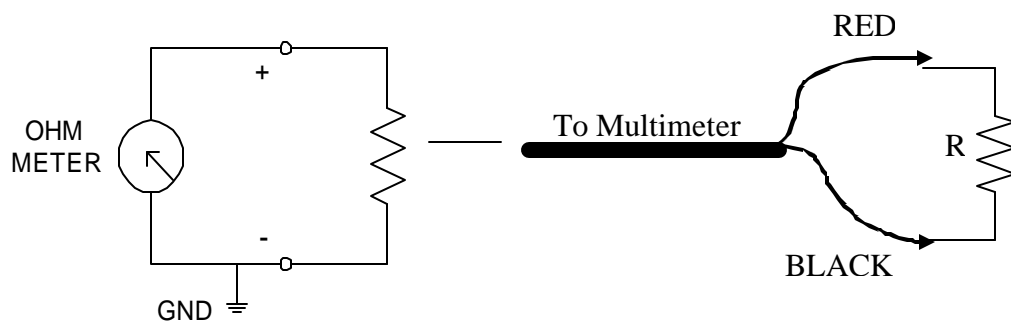 RED
+
OHM
METER
To Multimeter
R
-
BLACK
GND